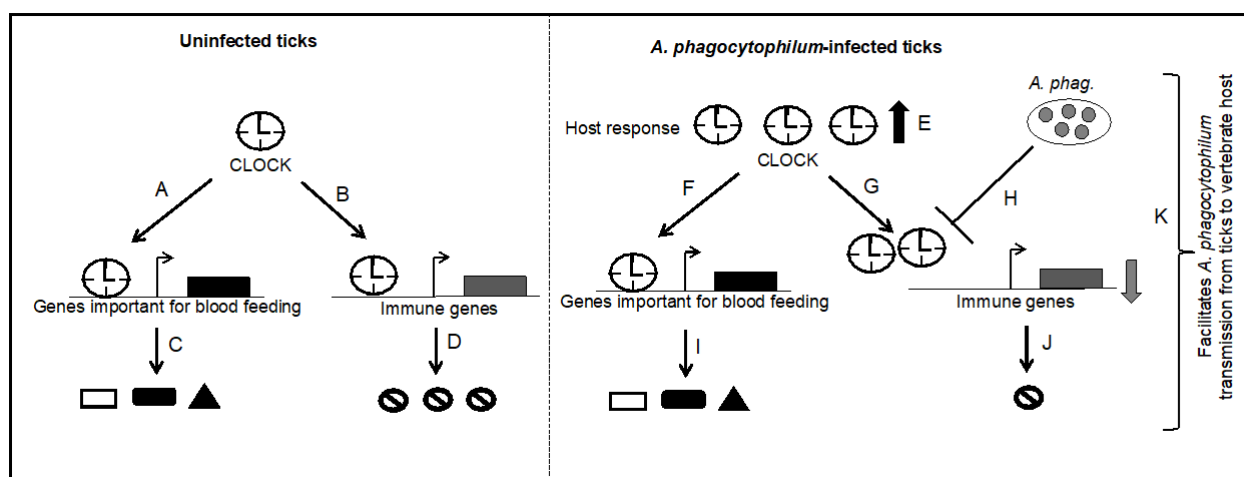 Uninfected ticks
CLOCK
A
B
Genes important for blood feeding
Immune genes
C
D
A. phagocytophilum-infected ticks
Host response
CLOCK
E
A. phag.
F
G
H
Genes important for blood feeding
Immune genes
I
J
K
Facilitates A. phagocytophilum
transmission from ticks to vertebrate host